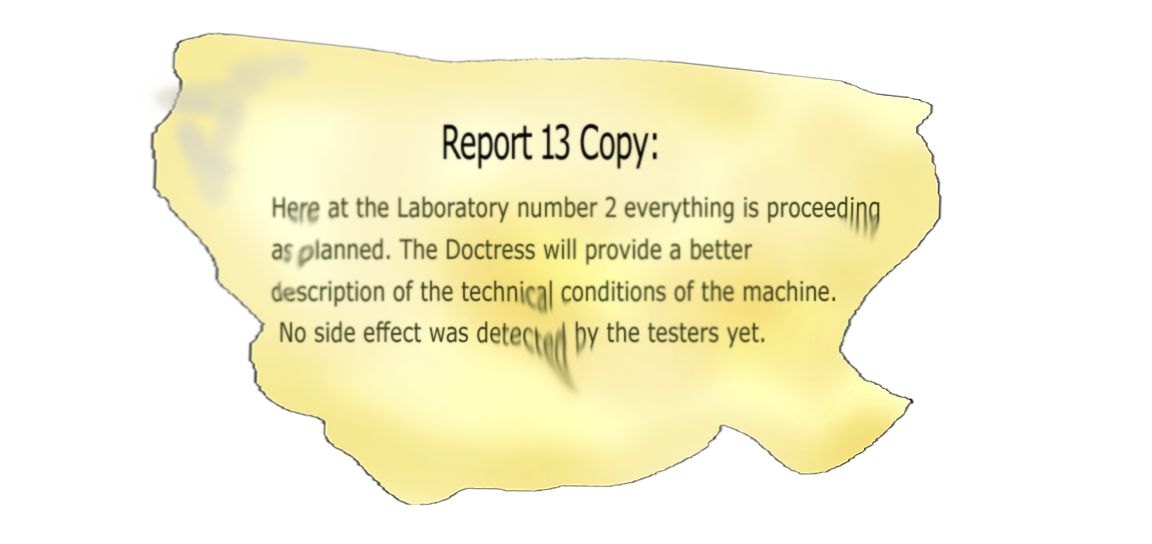 Report 13 Copy:
Here at the Laboratory number 2 everything is proceeding
as planned. The Doctress will provide a better
description of the technical conditions of the machine.
No side effect was detected by the testers yet.